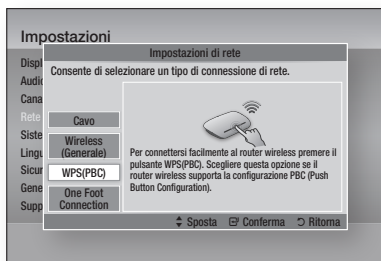 Impostazioni
Impostazioni di rete
Displ
Consente di selezionare un tipo di connessione di rete.
Audio
Cana
Rete
Siste
Lingu
Sicur
Gene
Supp
Cavo
Wireless
(Generale)
WPS(PBC)
One Foot
Connection
Per connettersi facilmente al router wireless premere il
pulsante WPS(PBC). Scegliere questa opzione se il
router wireless supporta la configurazione PBC (Push
Button Configuration).
Sposta Conferma Ritorna